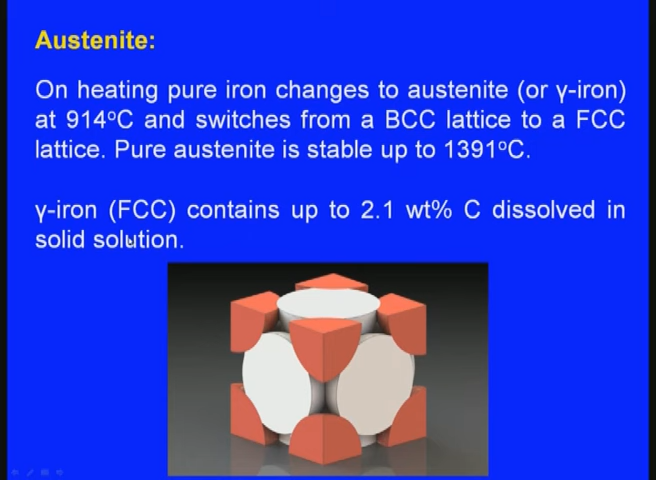 Austenite:
On heating pure iron changes to austenite (or γ-iron)
at 914°C and switches from a BCC lattice to a FCC
lattice. Pure austenite is stable up to 1391°C.
γ-iron (FCC) contains up to 2.1 wt% C dissolved in
solid solution.